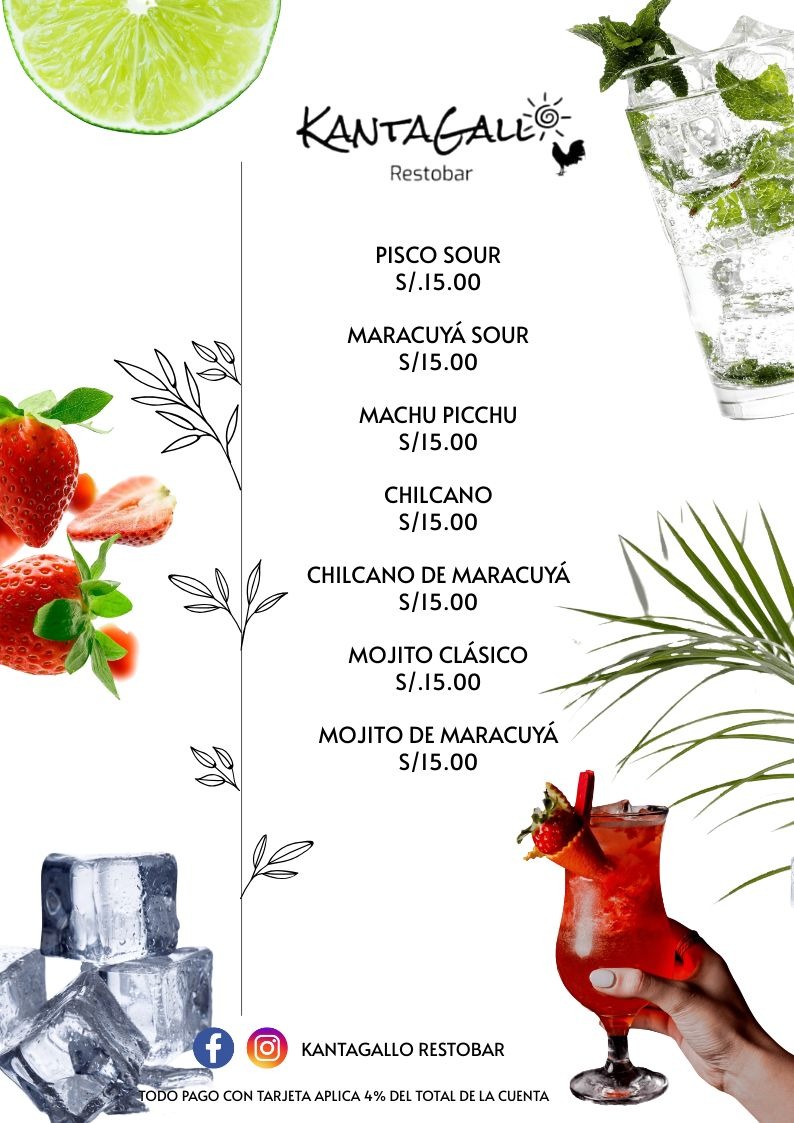 KANTAGALLO
Restobar
PISCO SOUR
S/.15.00
MARACUYÁ SOUR
S/15.00
MACHU PICCHU
S/15.00
CHILCANO
S/15.00
CHILCANO DE MARACUYÁ
S/15.00
MOJITO CLÁSICO
S/.15.00
MOJITO DE MARACUYÁ
S/15.00
KANTAGALLO RESTOBAR
TODO PAGO CON TARJETA APLICA 4% DEL TOTAL DE LA CUENTA